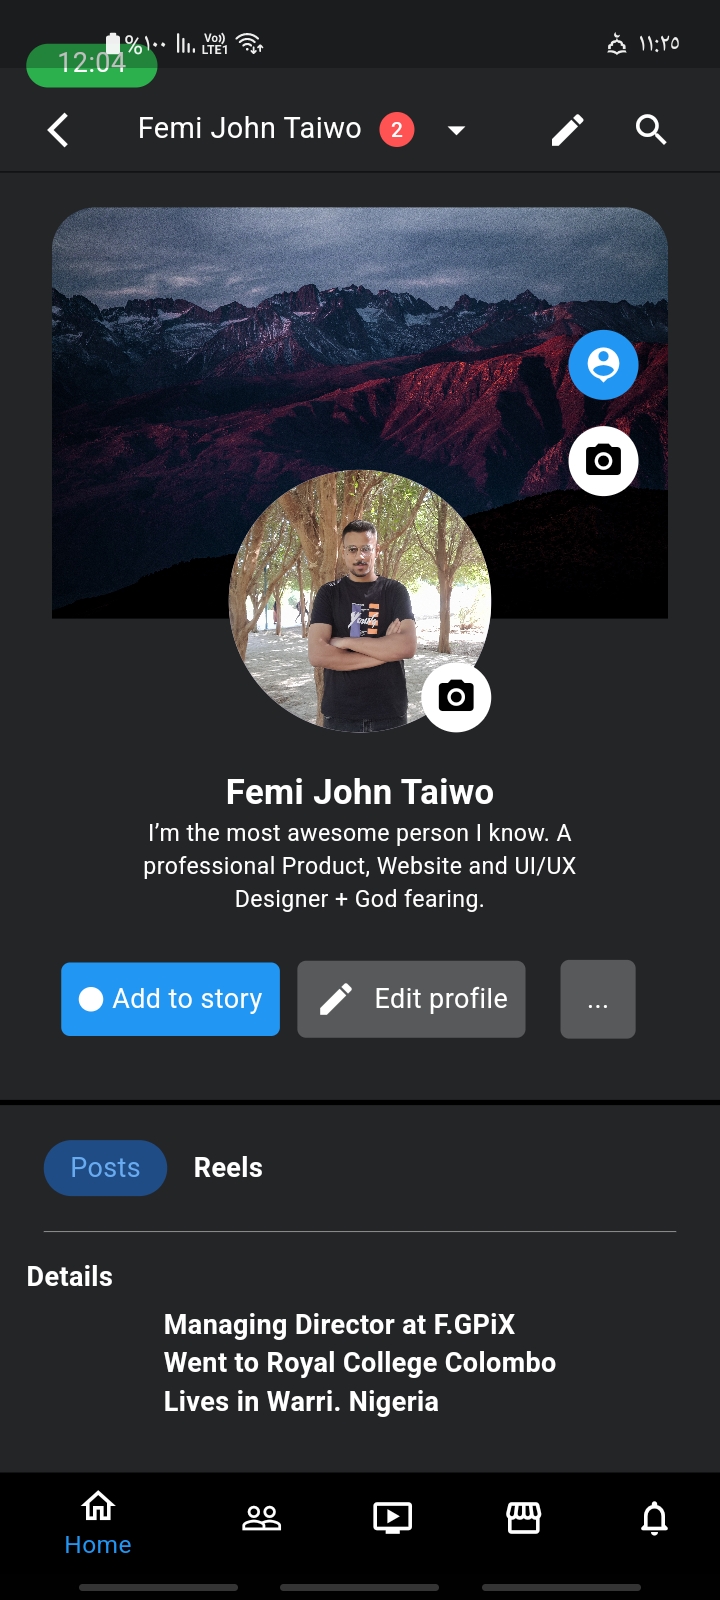 %١٠٠ Vo)) LTE1 ١١:٢٥
12:04
Femi John Taiwo 2
Femi John Taiwo
I’m the most awesome person I know. A
professional Product, Website and UI/UX
Designer + God fearing.
Add to story Edit profile ...
Posts Reels
Details
Managing Director at F.GPiX
Went to Royal College Colombo
Lives in Warri. Nigeria
Home